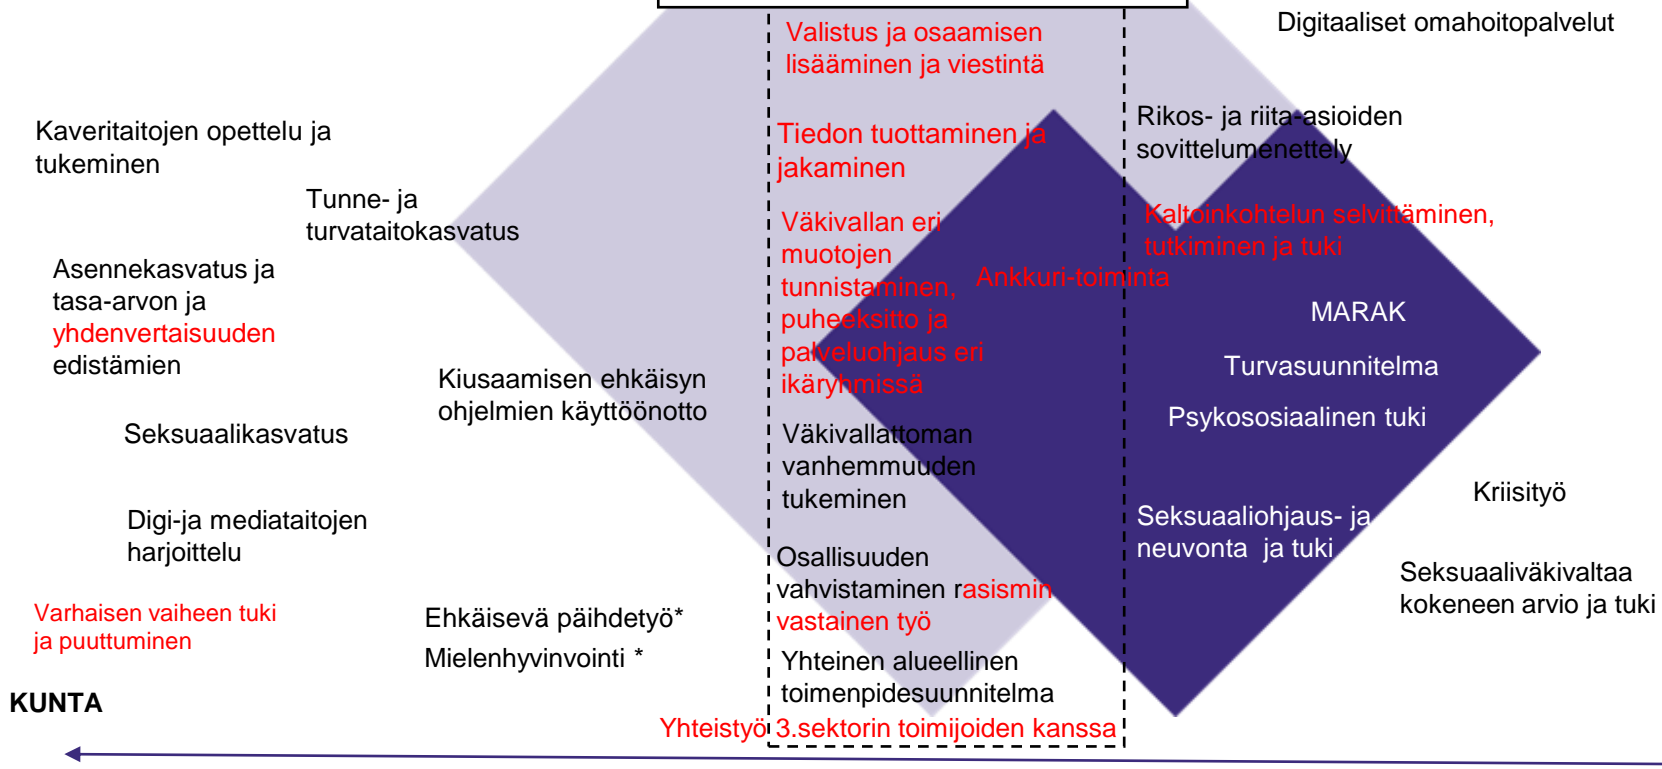 Digitaaliset omahoitopalvelut
Valistus ja osaamisen
lisääminen ja viestintä
Kaveritaitojen opettelu ja
tukeminen
Tiedon tuottaminen ja
jakaminen
Rikos- ja riita-asioiden
sovittelumenettely
Tunne- ja
turvataitokasvatus
Väkivallan eri
muotojen
tunnistaminen,
puheeksitto ja
palveluohjaus eri
ikäryhmissä
Kaltoinkohtelun selvittäminen,
tutkiminen ja tuki
Ankkuri-toiminta
Asennekasvatus ja
tasa-arvon ja
yhdenvertaisuuden
edistämien
MARAK
Turvasuunnitelma
Psykososiaalinen tuki
Kiusaamisen ehkäisyn
ohjelmien käyttöönotto
Seksuaalikasvatus
Väkivallattoman
vanhemmuuden
tukeminen
Kriisityö
Digi-ja mediataitojen
harjoittelu
Seksuaaliohjaus- ja
neuvonta ja tuki
Osallisuuden
vahvistaminen rasismin
vastainen työ
Seksuaaliväkivaltaa
kokeneen arvio ja tuki
Varhaisen vaiheen tuki
ja puuttuminen
Ehkäisevä päihdetyö*
Mielenhyvinvointi *
Yhteinen alueellinen
toimenpidesuunnitelma
KUNTA
Yhteistyö 3.sektorin toimijoiden kanssa